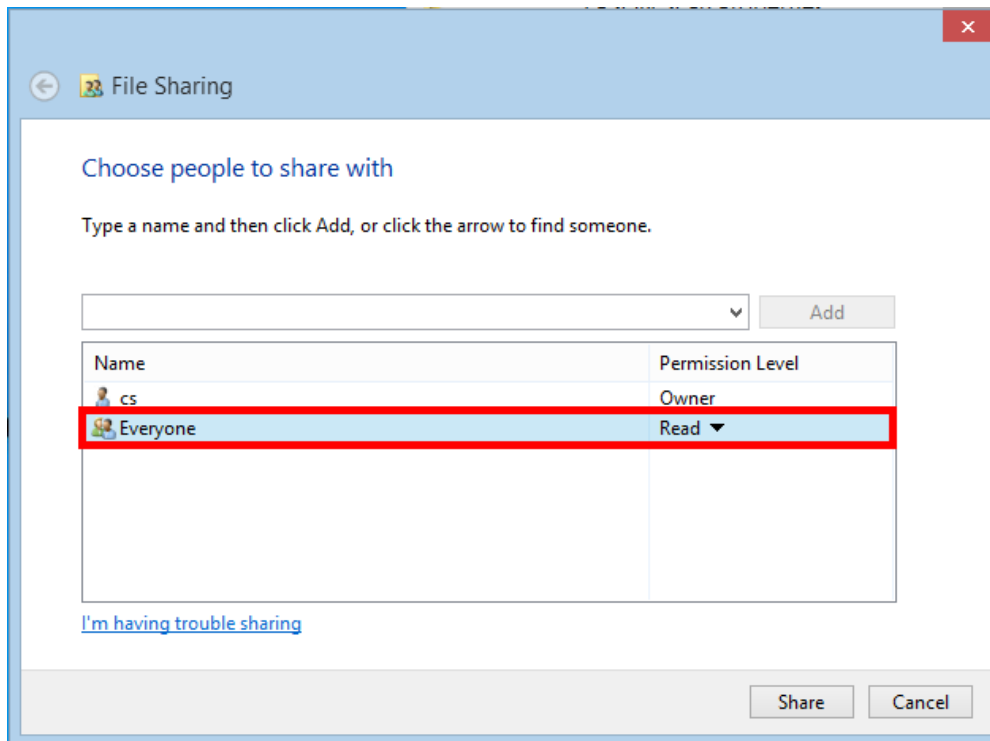 File Sharing
Choose people to share with
Type a name and then click Add, or click the arrow to find someone.
Add
Name Permission Level
cs Owner
Everyone Read
I'm having trouble sharing
Share Cancel